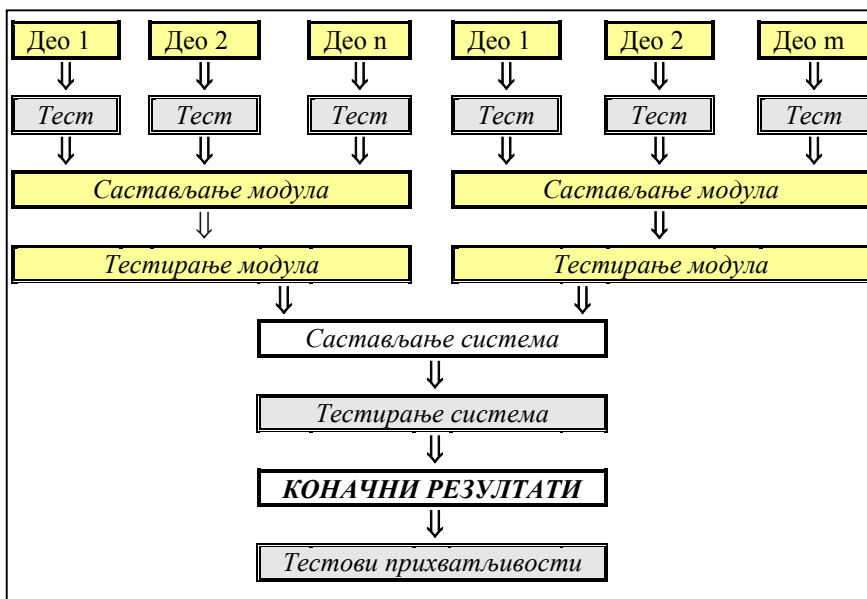 Део 1 Део 2 Део n Део 1 Део 2 Део m
Тест Тест Тест Тест Тест Тест
Састављање модула Састављање модула
Тестирање модула Тестирање модула
Састављање система
Тестирање система
КОНАЧНИ РЕЗУЛТАТИ
Тестови прихватљивости